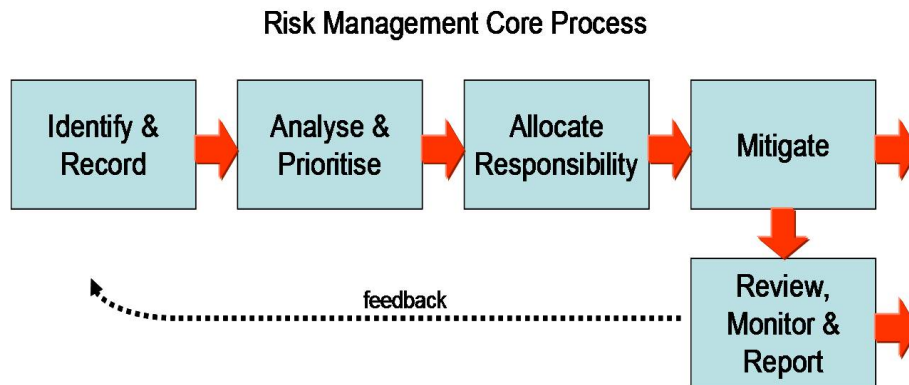 Risk Management Core Process
Identify &
Record
Analyse &
Prioritise
Allocate
Responsibility
Mitigate
feedback
Review,
Monitor &
Report